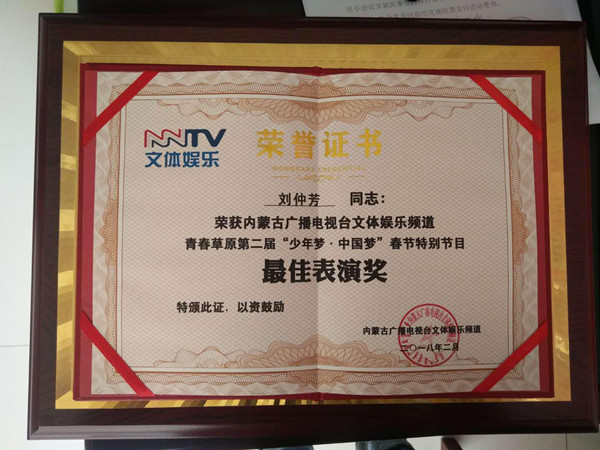 NMTV
文体娱乐
荣誉证书
HONORARY CREDENTIAL
刘仲芳 同志：
荣获内蒙古广播电视台文体娱乐频道
青春草原第二届“少年梦·中国梦”春节特别节目
最佳表演奖
特颁此证，以资鼓励
内蒙古广播电视台文体娱乐频道
二〇一八年二月